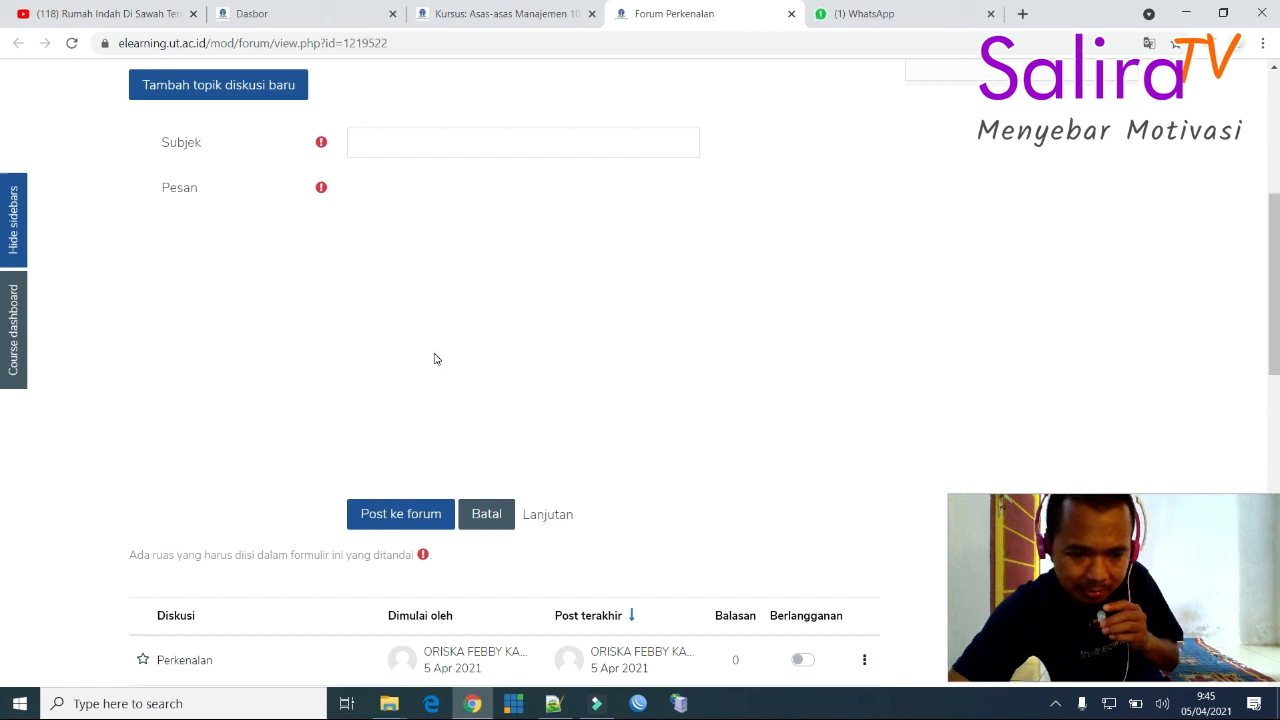 (118) Rumah Indah Di Sawah Ter
Dasbor
Kursus: Asas-asas Manajemen 10
Forum Perkenalan
(1) WhatsApp
elearning.ut.ac.id/mod/forum/view.php?id=1219522
Salira TV
Menyebar Motivasi
Tambah topik diskusi baru
Subjek
Pesan
Hide sidebars
Course dashboard
Post ke forum
Batal
Lanjutan
Ada ruas yang harus diisi dalam formulir ini yang ditandai
Diskusi
Dimulai oleh
Post terakhir
Balasan
Berlangganan
Perkenalan
ORISKA FEBBY KA...
5 Apr 2021
ORISKA FEBBY KA...
5 Apr 2021
0
Type here to search
9:45
05/04/2021